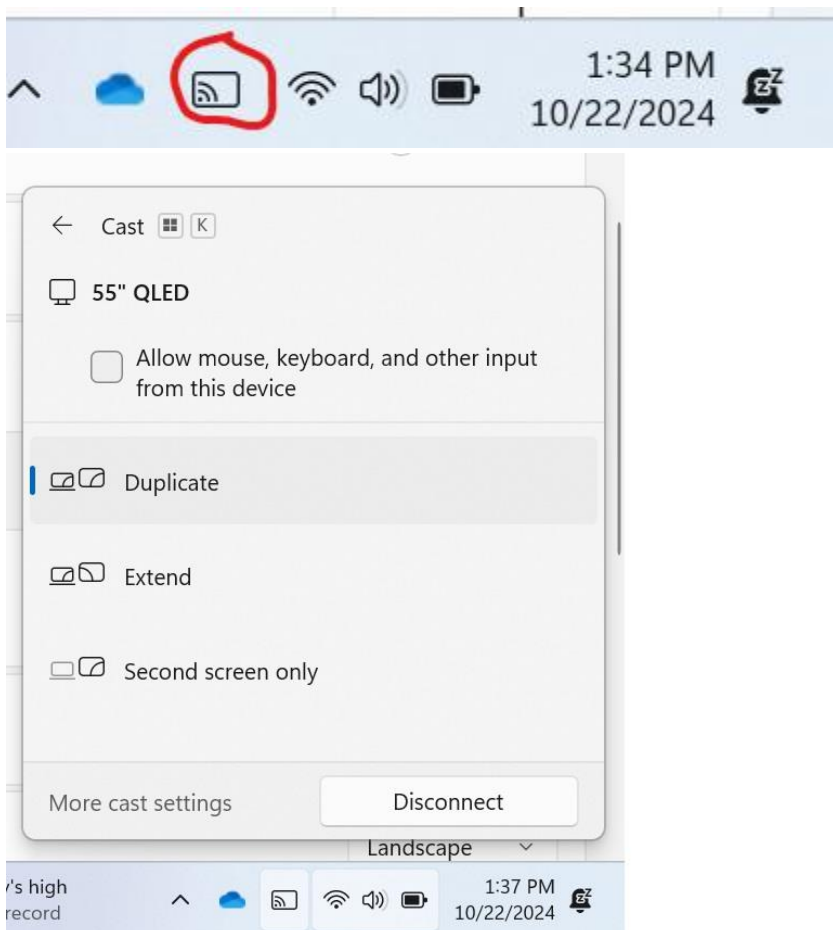 1:34 PM
10/22/2024
Cast K
55" QLED
Allow mouse, keyboard, and other input
from this device
Duplicate
Extend
Second screen only
More cast settings
Disconnect
Landscape
's high
record
1:37 PM
10/22/2024